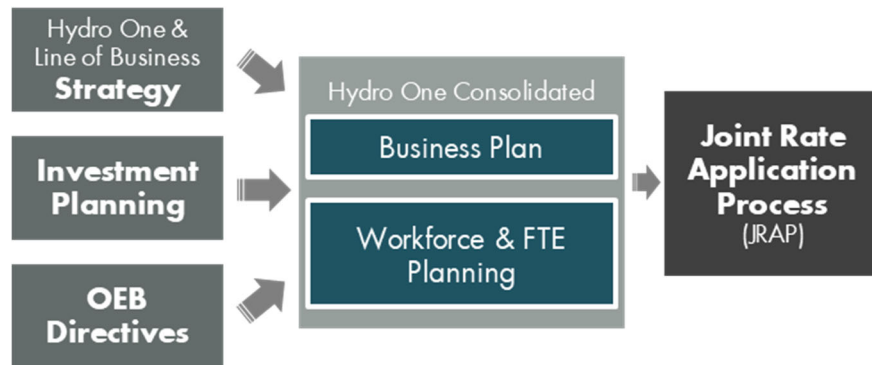 Hydro One &
Line of Business
Strategy
Investment
Planning
OEB
Directives
Hydro One Consolidated
Business Plan
Workforce & FTE
Planning
Joint Rate
Application
Process
(JRAP)